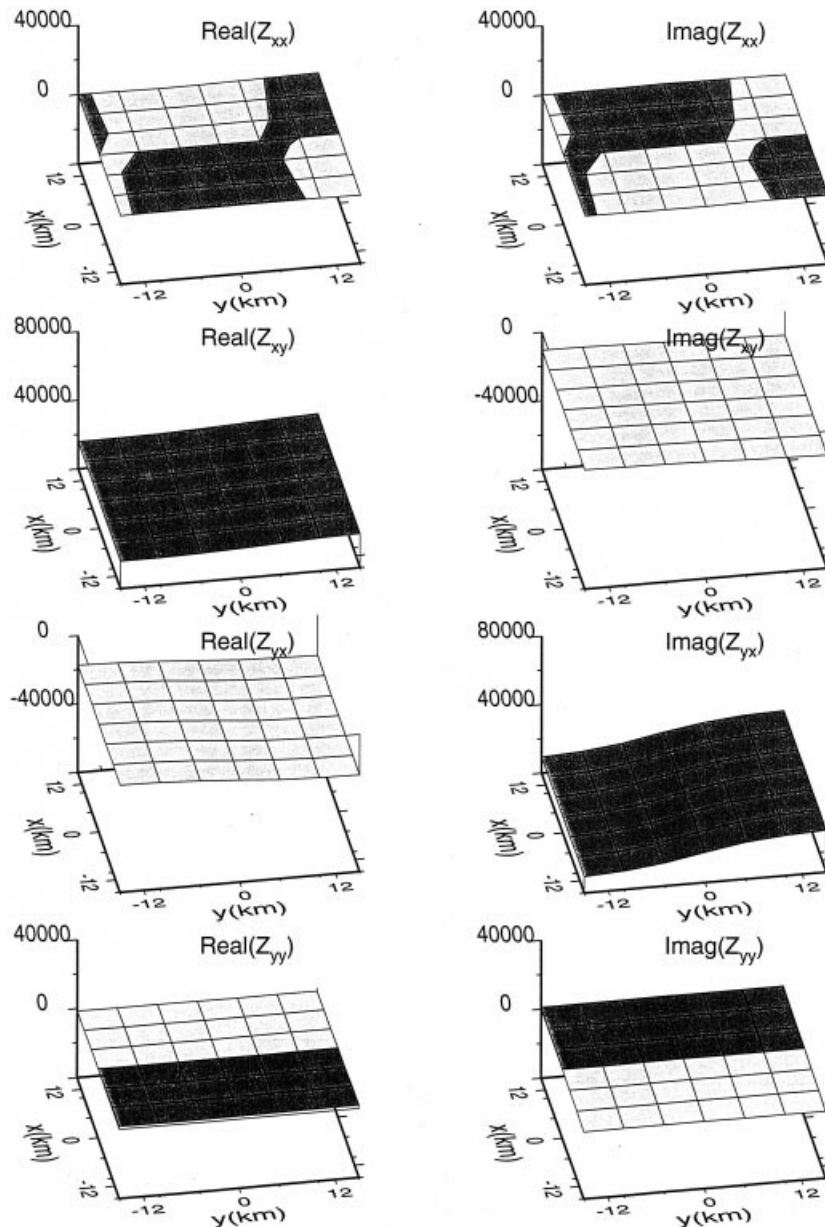 40000
Real(Zxx)
0
12
0
-12
x(km)
-12
0
12
y(km)
Imag(Zxx)
12
0
-12
x(km)
-12
0
12
y(km)
80000
Real(Zxy)
40000
12
0
-12
x(km)
-12
0
12
y(km)
0
Imag(Zxy)
-40000
12
0
-12
x(km)
-12
0
12
y(km)
0
Real(Zyx)
-40000
12
0
-12
x(km)
-12
0
12
y(km)
80000
Imag(Zyx)
40000
12
0
-12
x(km)
-12
0
12
y(km)
40000
Real(Zyy)
0
12
0
-12
x(km)
-12
0
12
y(km)
40000
Imag(Zyy)
0
12
0
-12
x(km)
-12
0
12
y(km)